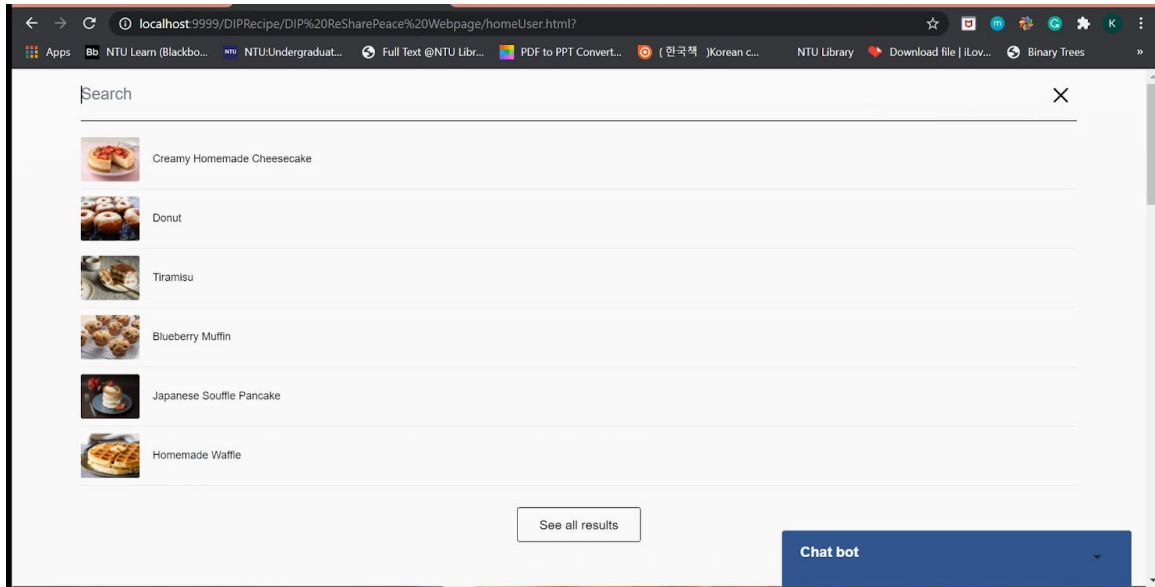 localhost:9999/DIPRecipe/DIP%20ReSharePeace%20Webpage/homeUser.html?
K
Apps Bb NTU Learn (Blackbo... NTU NTU:Undergraduat... Full Text @NTU Libr... PDF to PPT Convert... ( 한국책 )Korean c... NTU Library Download file | iLov... Binary Trees »
Search
Creamy Homemade Cheesecake
Donut
Tiramisu
Blueberry Muffin
Japanese Souffle Pancake
Homemade Waffle
See all results
Chat bot